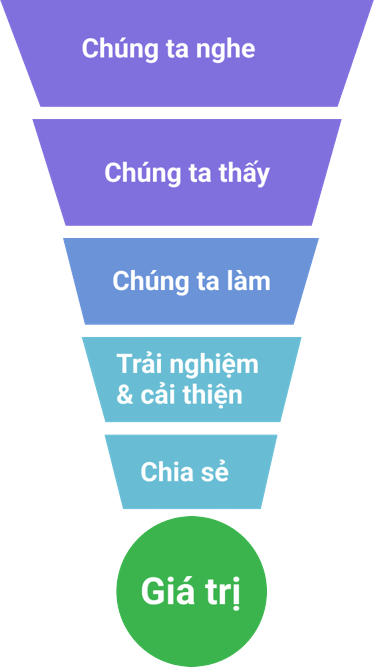 Chúng ta nghe
Chúng ta thấy
Chúng ta làm
Trải nghiệm
& cải thiện
Chia sẻ
Giá trị